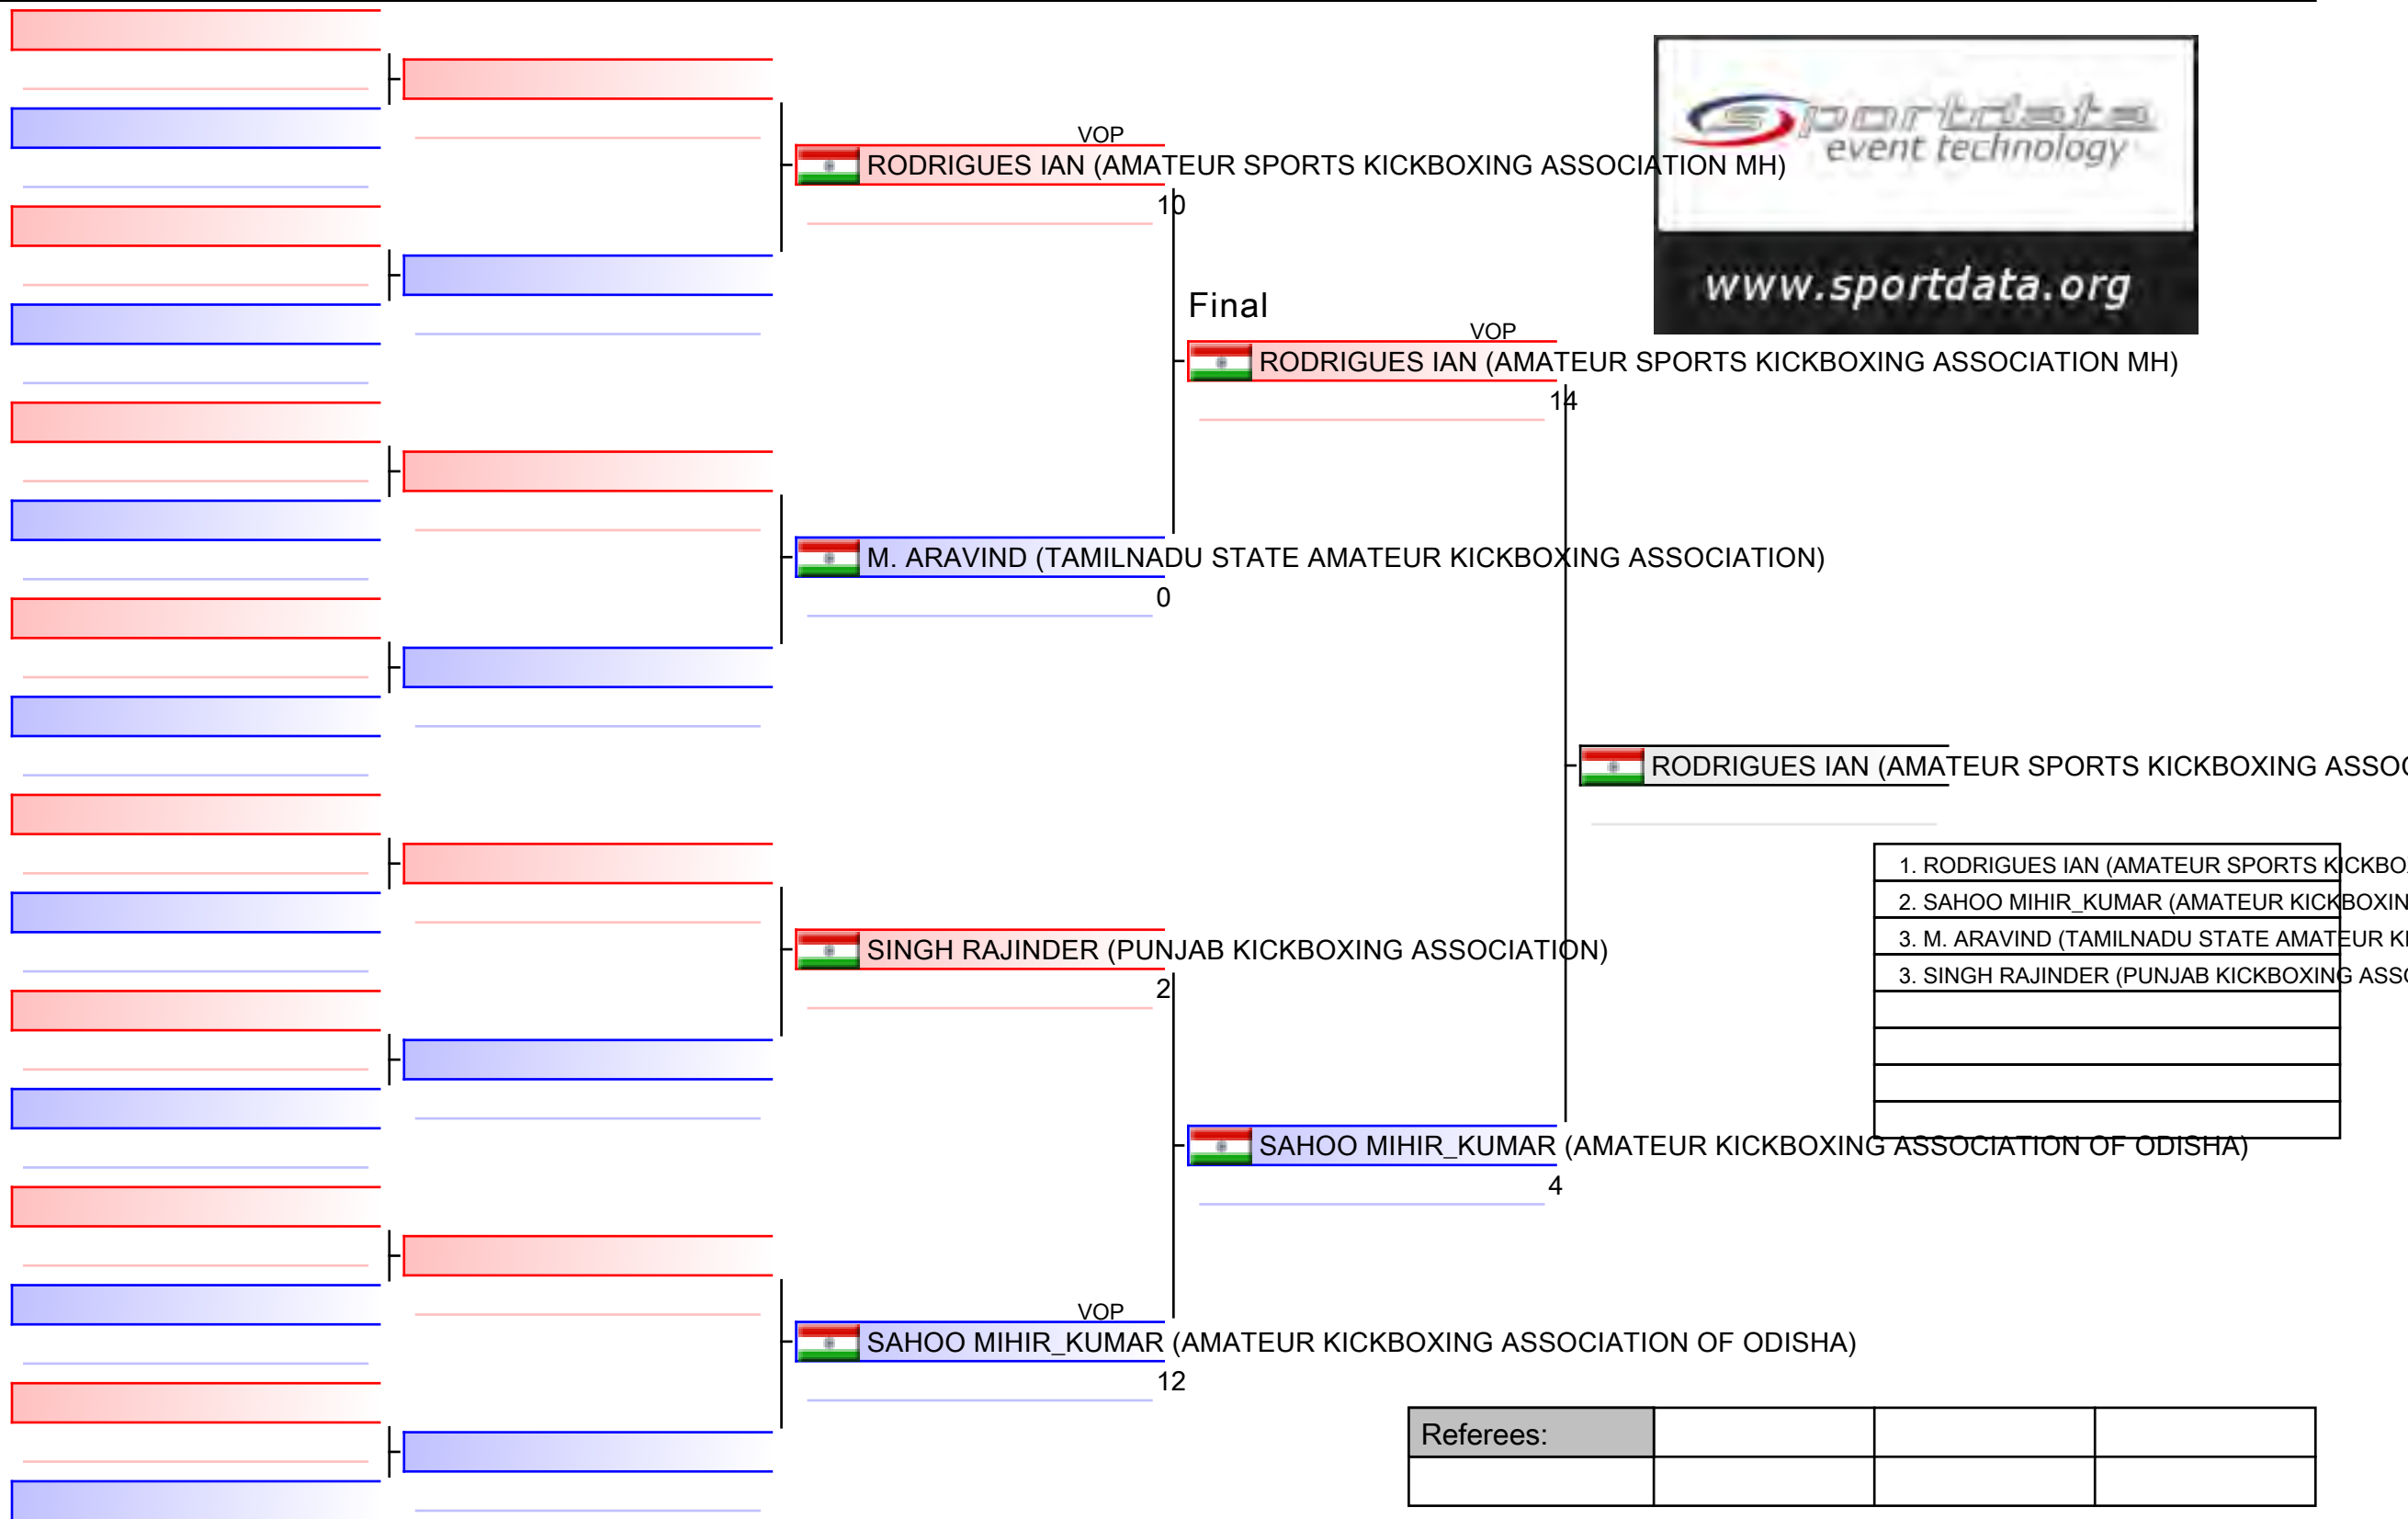 sportdata
event technology
www.sportdata.org
VOP
RODRIGUES IAN (AMATEUR SPORTS KICKBOXING ASSOCIATION MH)
10
Final
VOP
RODRIGUES IAN (AMATEUR SPORTS KICKBOXING ASSOCIATION MH)
14
M. ARAVIND (TAMILNADU STATE AMATEUR KICKBOXING ASSOCIATION)
0
RODRIGUES IAN (AMATEUR SPORTS KICKBOXING ASSOC
1. RODRIGUES IAN (AMATEUR SPORTS KICKBO
2. SAHOO MIHIR_KUMAR (AMATEUR KICKBOXIN
3. M. ARAVIND (TAMILNADU STATE AMATEUR KI
3. SINGH RAJINDER (PUNJAB KICKBOXING ASSO
SINGH RAJINDER (PUNJAB KICKBOXING ASSOCIATION)
2
SAHOO MIHIR_KUMAR (AMATEUR KICKBOXING ASSOCIATION OF ODISHA)
4
VOP
SAHOO MIHIR_KUMAR (AMATEUR KICKBOXING ASSOCIATION OF ODISHA)
12
Referees: